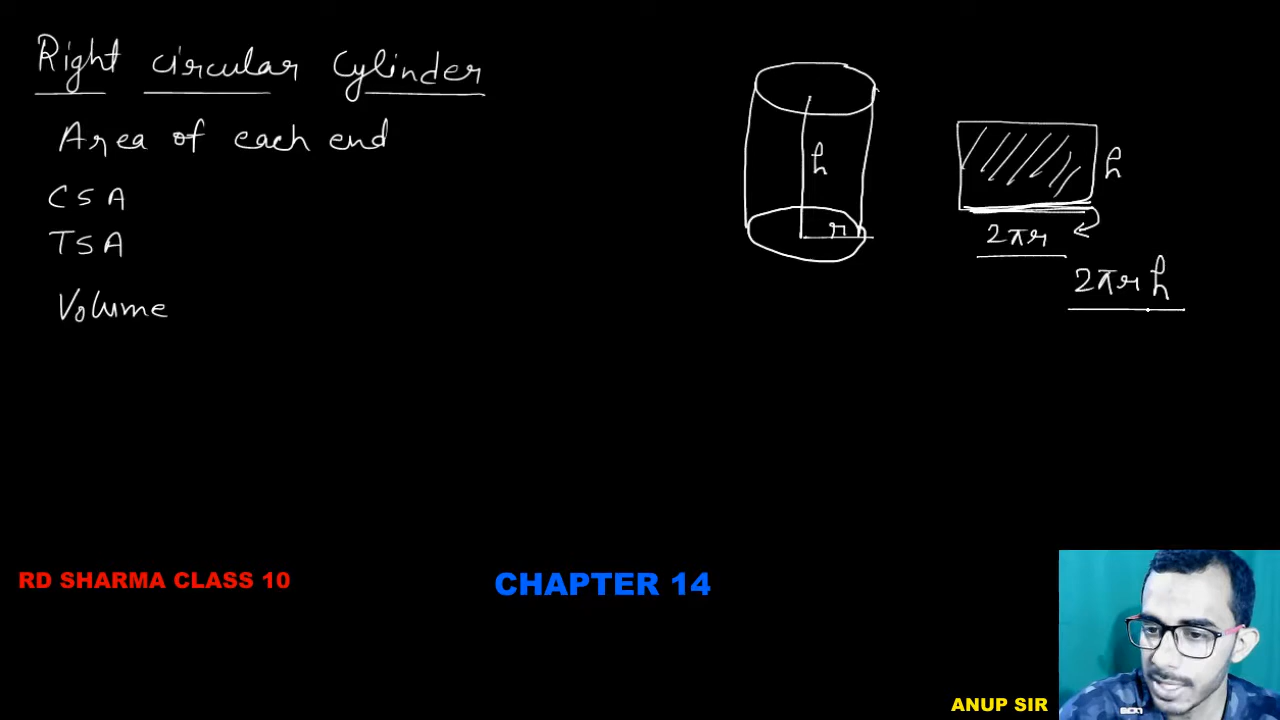 Right circular Cylinder
Area of each end
CSA
TSA
Volume
h
r
h
2πr
2πrh
RD SHARMA CLASS 10
CHAPTER 14
ANUP SIR